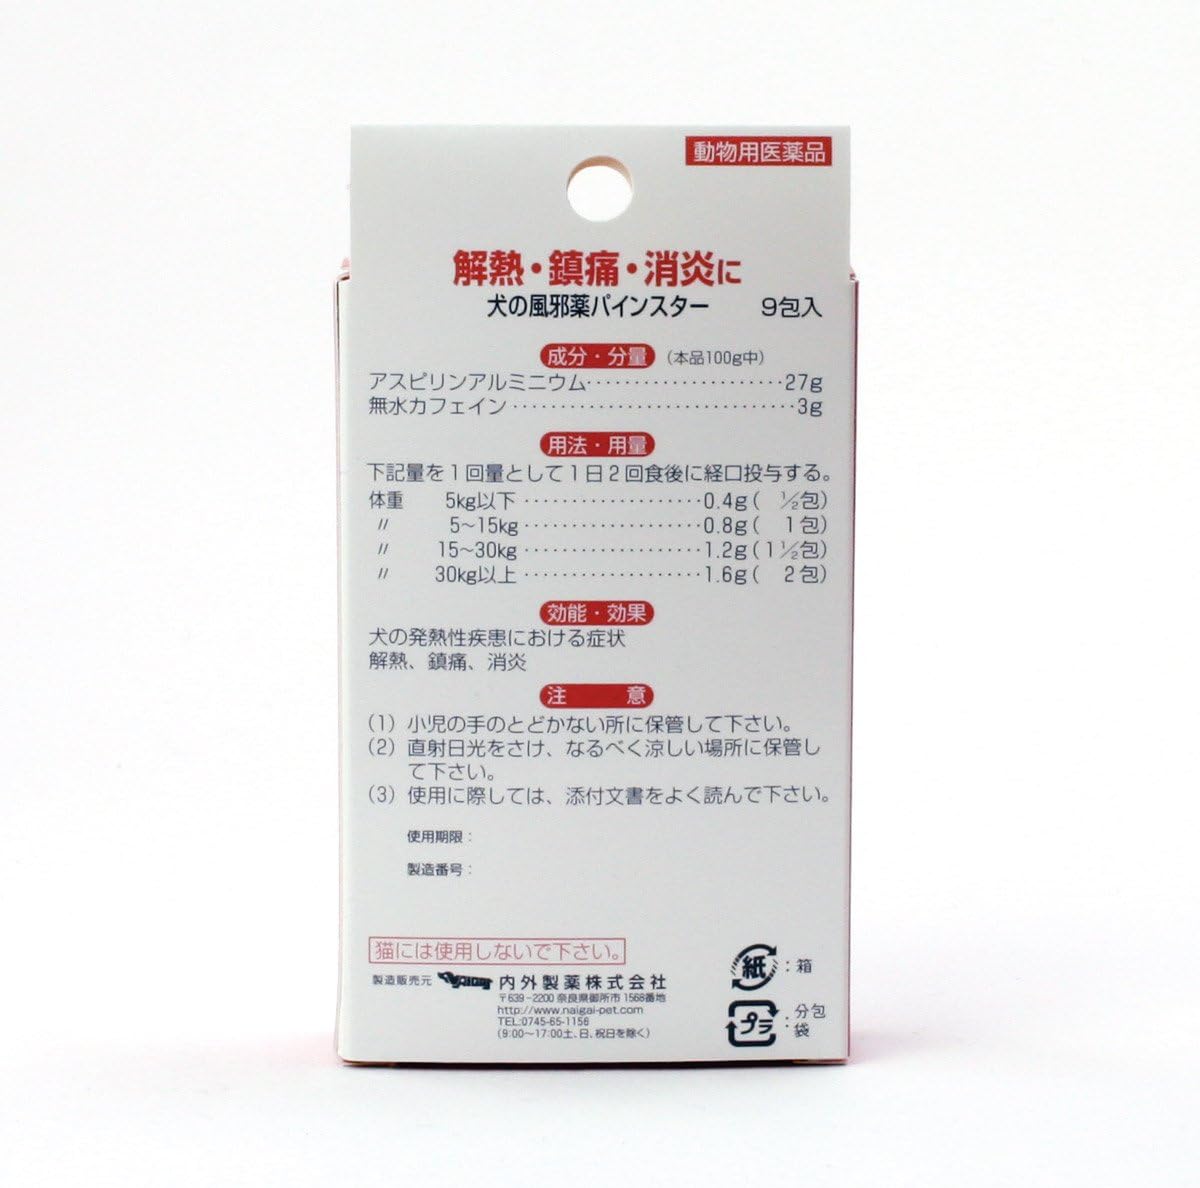 動物用医薬品
解熱・鎮痛・消炎に
犬の風邪薬パインスター 9包入
成分・分量 (本品100g中)
アスピリンアルミニウム・・・・・・・・・・・・・・・・・・・・・27g
無水カフェイン・・・・・・・・・・・・・・・・・・・・・・・・・・・・・・3g
用法・用量
下記量を1回量として1日2回食後に経口投与する。
体重 5kg以下・・・・・・・・・・・・・・・・・・・0.4g( 1/2包)
〃 5~15kg・・・・・・・・・・・・・・・・・・・0.8g( 1包)
〃 15~30kg・・・・・・・・・・・・・・・・・・・1.2g(1 1/2包)
〃 30kg以上・・・・・・・・・・・・・・・・・・・1.6g( 2包)
効能・効果
犬の発熱性疾患における症状
解熱、鎮痛、消炎
注 意
(1) 小児の手のとどかない所に保管して下さい。
(2) 直射日光をさけ、なるべく涼しい場所に保管し
て下さい。
(3) 使用に際しては、添付文書をよく読んで下さい。
使用期限:
製造番号:
猫には使用しないで下さい。
製造販売元 内外製薬株式会社
〒639-2200 奈良県御所市1568番地
http://www.naigai-pet.com
TEL:0745-65-1156
(9:00~17:00土、日、祝日を除く)
紙:箱
プラ:分包
袋